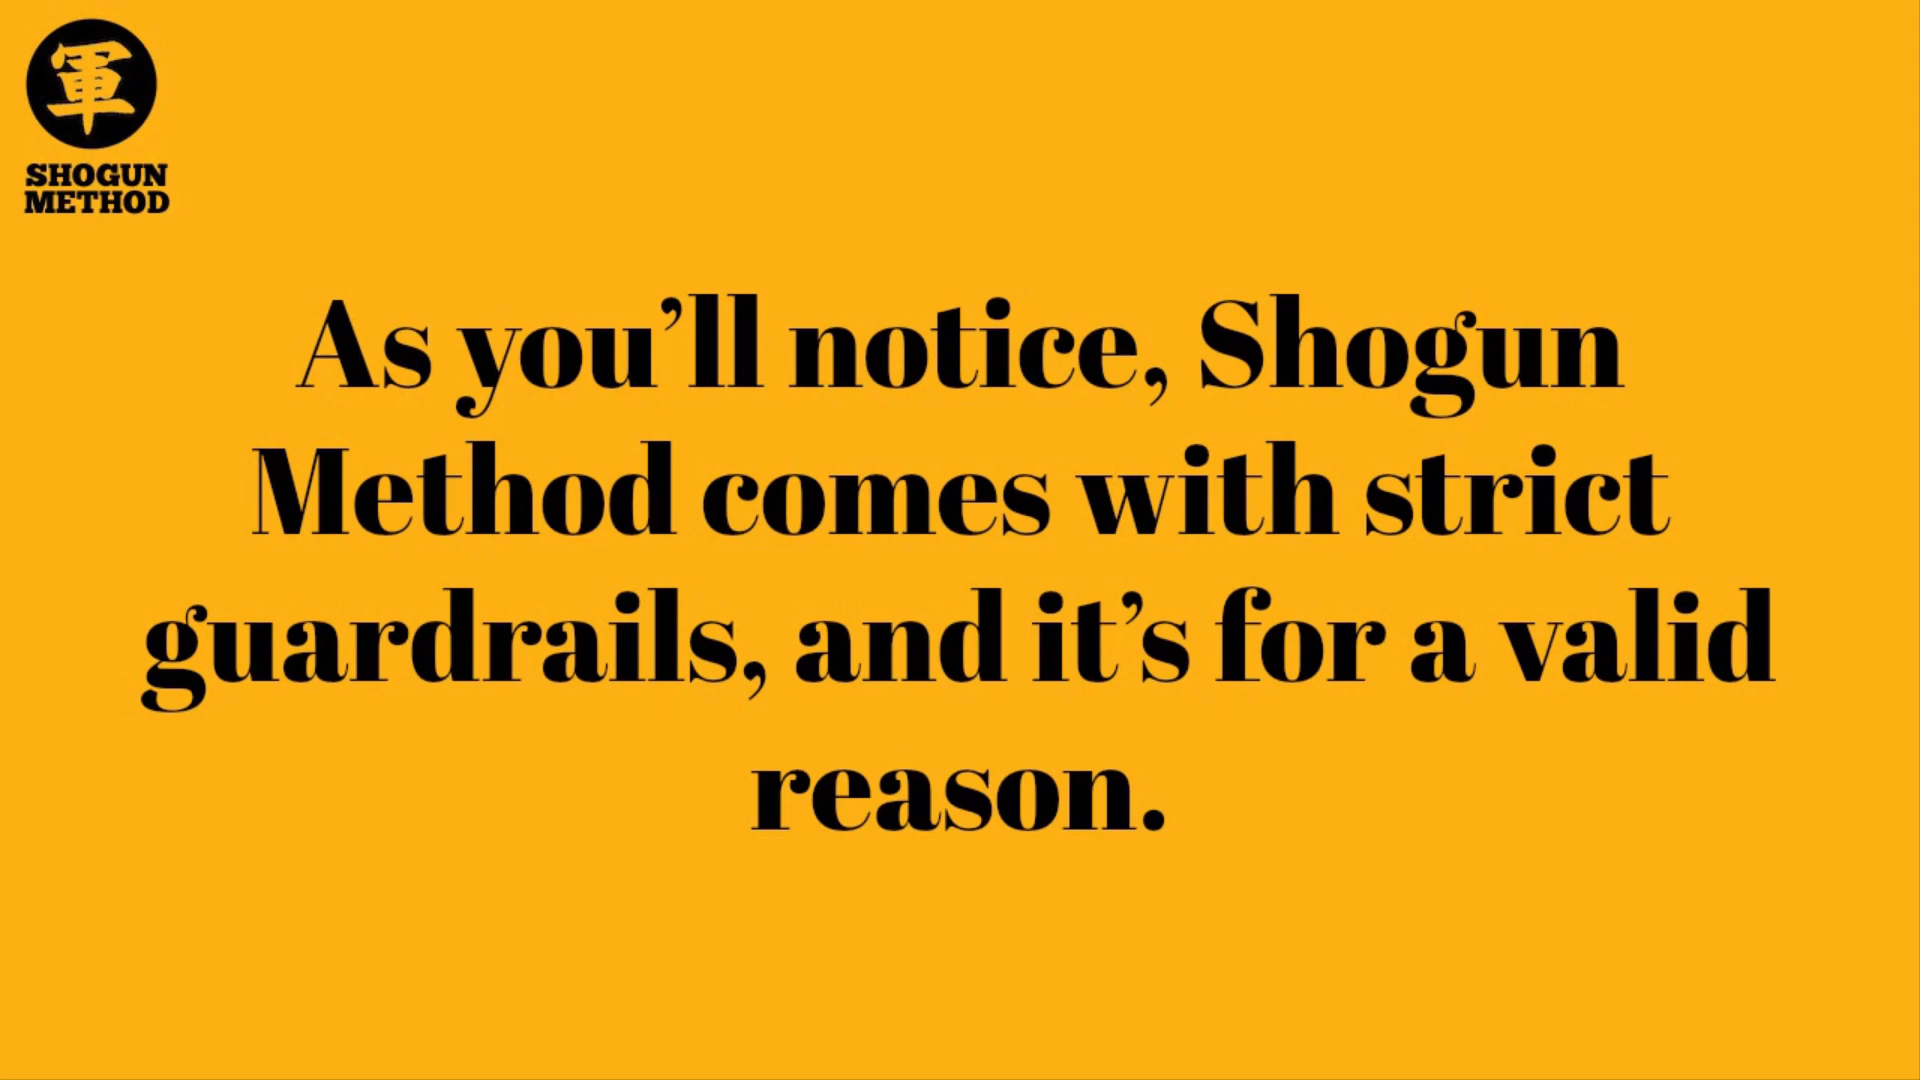 軍
SHOGUN
METHOD
As you’ll notice, Shogun
Method comes with strict
guardrails, and it’s for a valid
reason.